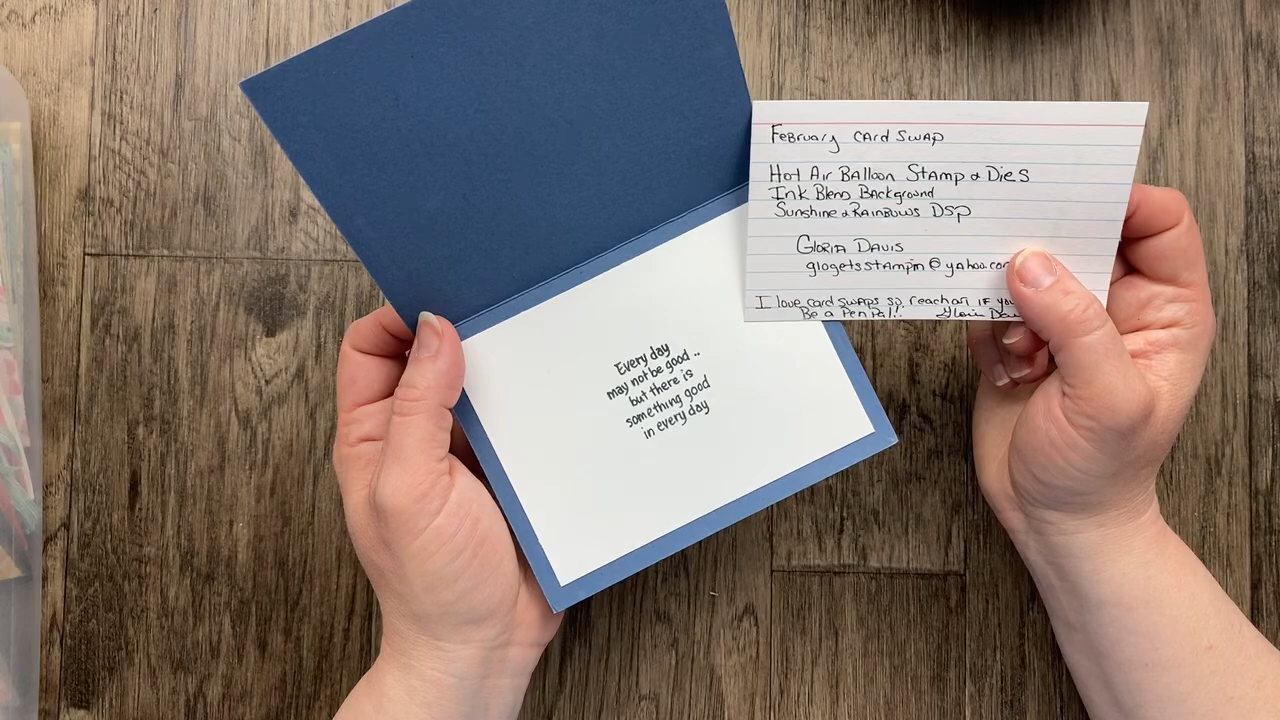 February Card Swap
Hot Air Balloon Stamp & Dies
Ink Blend Background
Sunshine & Rainbows DSP
Gloria Davis
glogetsstampin@yahoo.com
I love card swaps so reach out if you
Be a Pen Pal!! Gloria
Every day
may not be good ..
but there is
something good
in every day